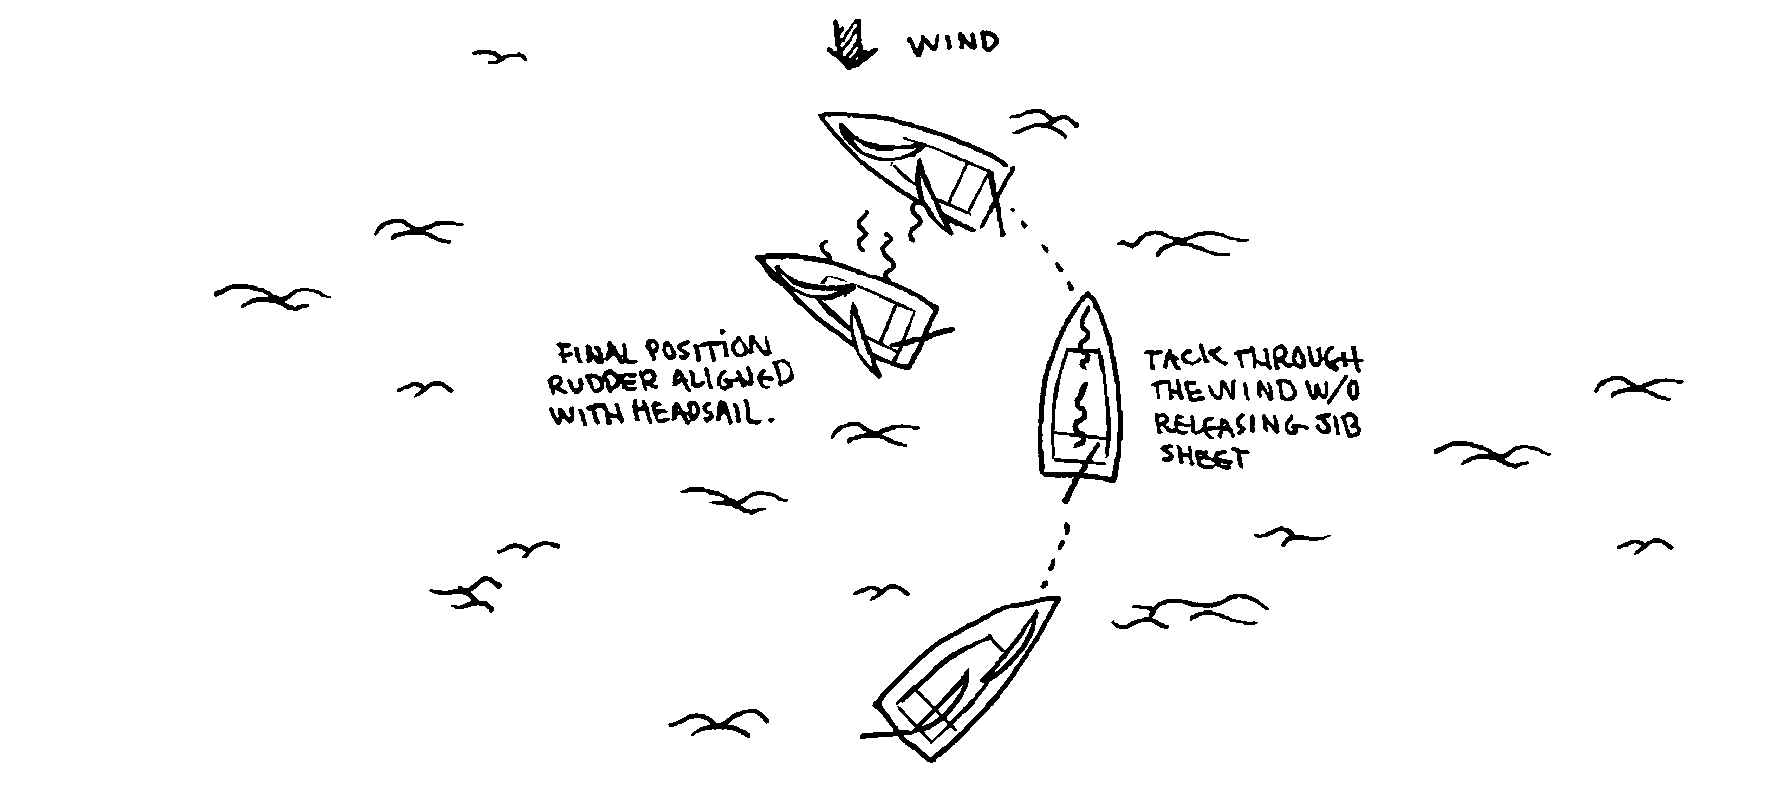 WIND
FINAL POSITION
RUDDER ALIGNED
WITH HEADSAIL.
TACK THROUGH
THE WIND W/O
RELEASING JIB
SHEET